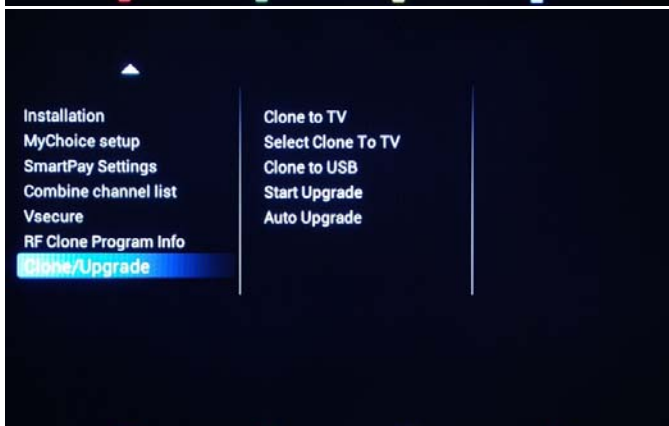 Installation
MyChoice setup
SmartPay Settings
Combine channel list
Vsecure
RF Clone Program Info
Clone/Upgrade
Clone to TV
Select Clone To TV
Clone to USB
Start Upgrade
Auto Upgrade